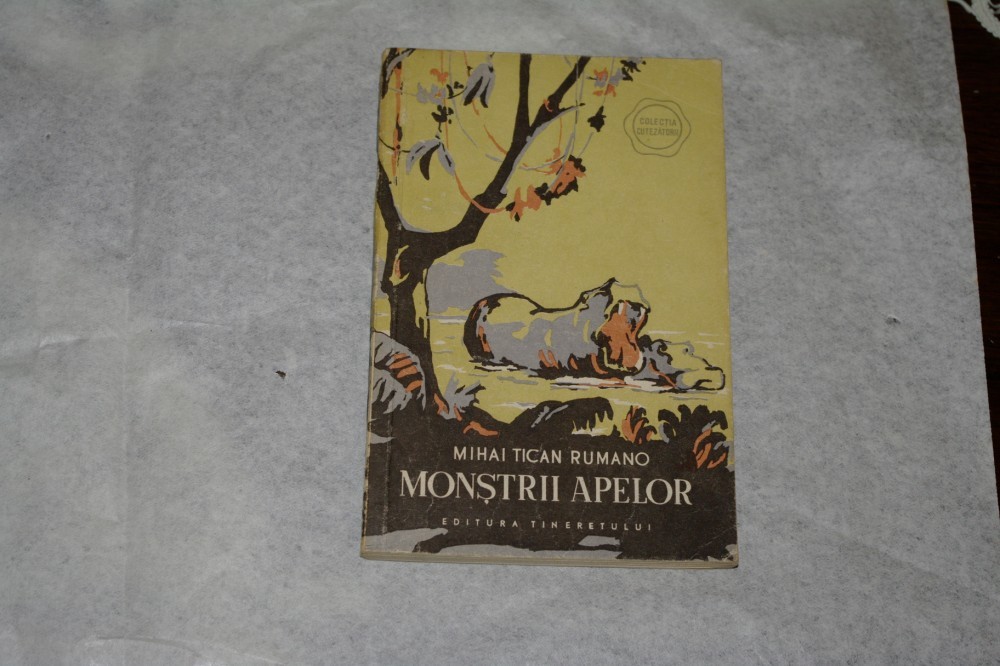 COLECȚIA
CUTEZĂTORII
MIHAI TICAN RUMANO
MONȘTRII APELOR
EDITURA TINERETULUI